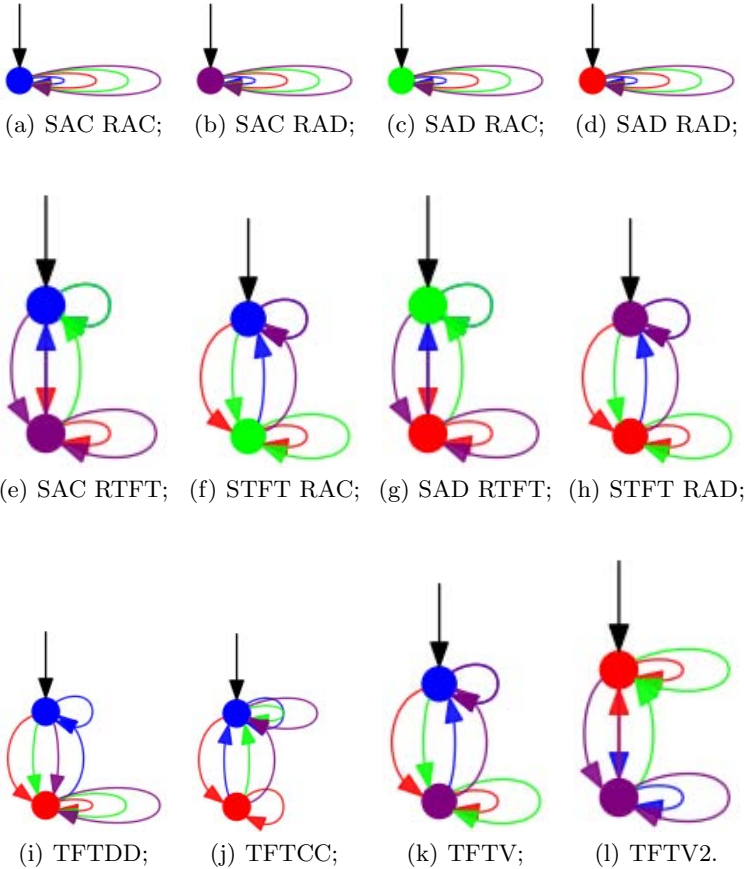 (a) SAC RAC; (b) SAC RAD; (c) SAD RAC; (d) SAD RAD;
(e) SAC RTFT; (f) STFT RAC; (g) SAD RTFT; (h) STFT RAD;
(i) TFTDD; (j) TFTCC; (k) TFTV; (l) TFTV2.